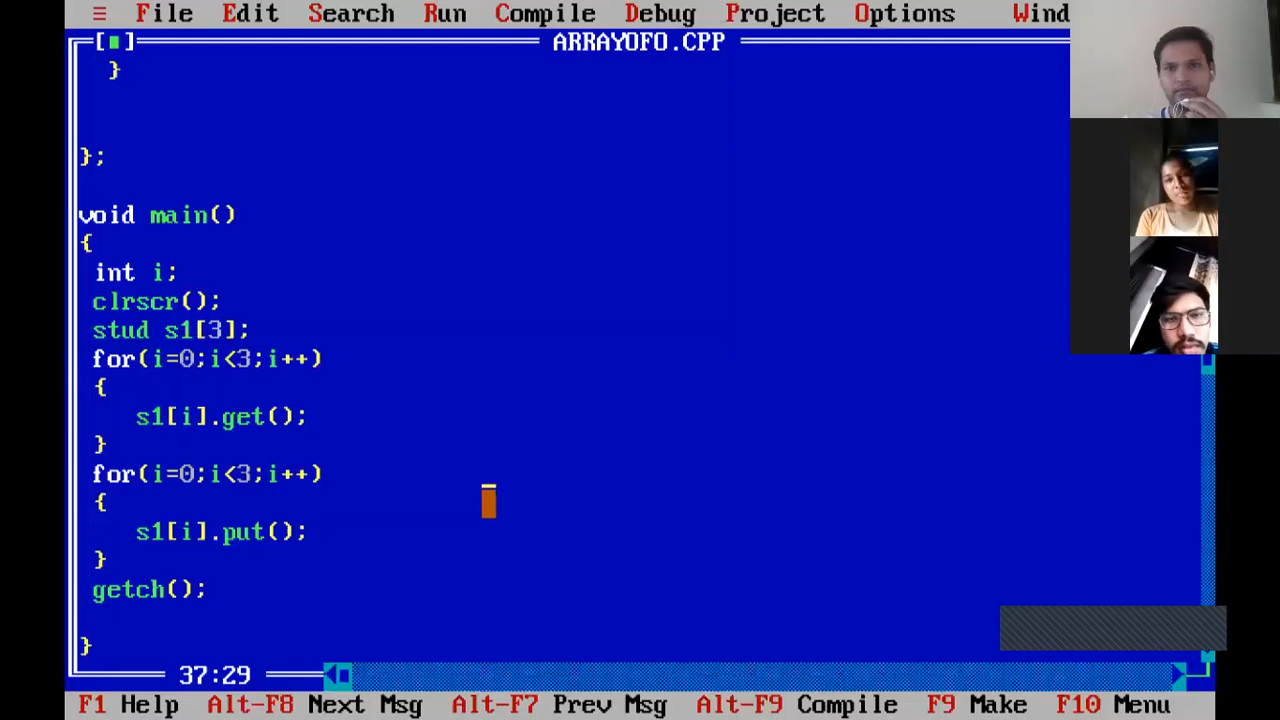 ≡ File Edit Search Run Compile Debug Project Options Wind
[■] ARRAYOFO.CPP
}
};
void main()
{
int i;
clrscr();
stud s1[3];
for(i=0;i<3;i++)
{
s1[i].get();
}
for(i=0;i<3;i++)
{
s1[i].put();
}
getch();
}
37:29
F1 Help Alt-F8 Next Msg Alt-F7 Prev Msg Alt-F9 Compile F9 Make F10 Menu